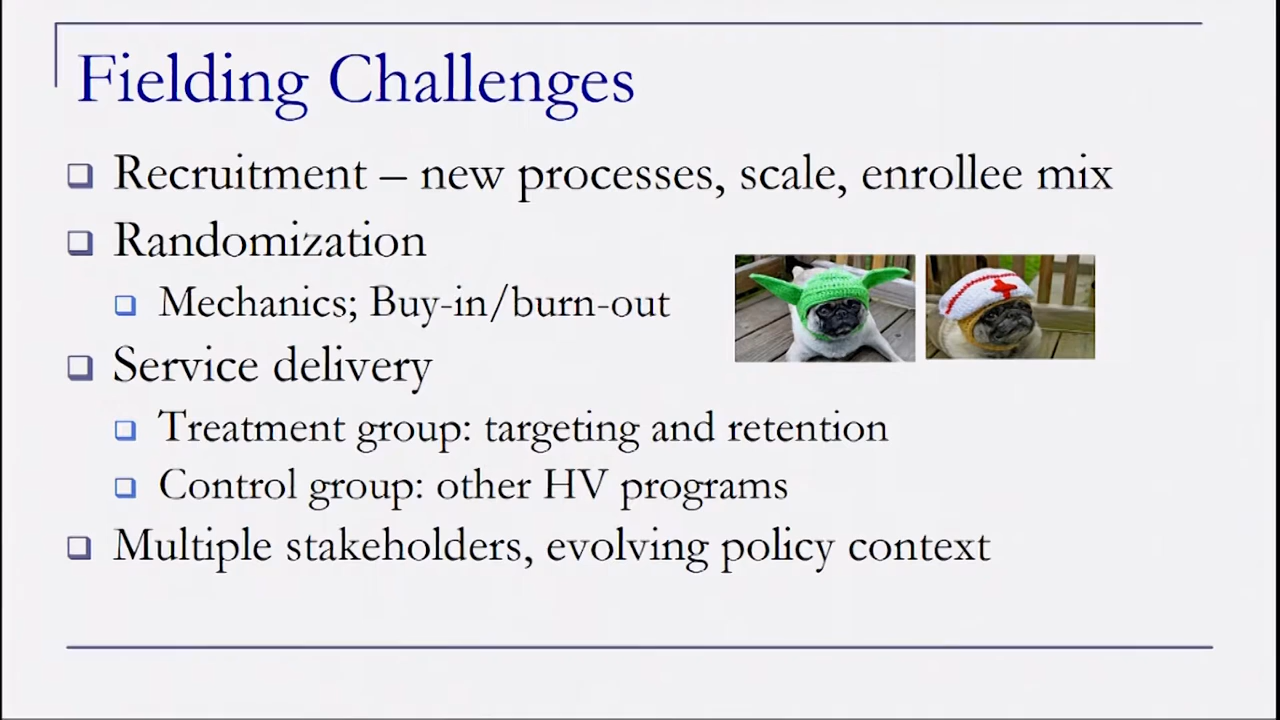 Fielding Challenges
Recruitment – new processes, scale, enrollee mix
Randomization
Mechanics; Buy-in/burn-out
Service delivery
Treatment group: targeting and retention
Control group: other HV programs
Multiple stakeholders, evolving policy context